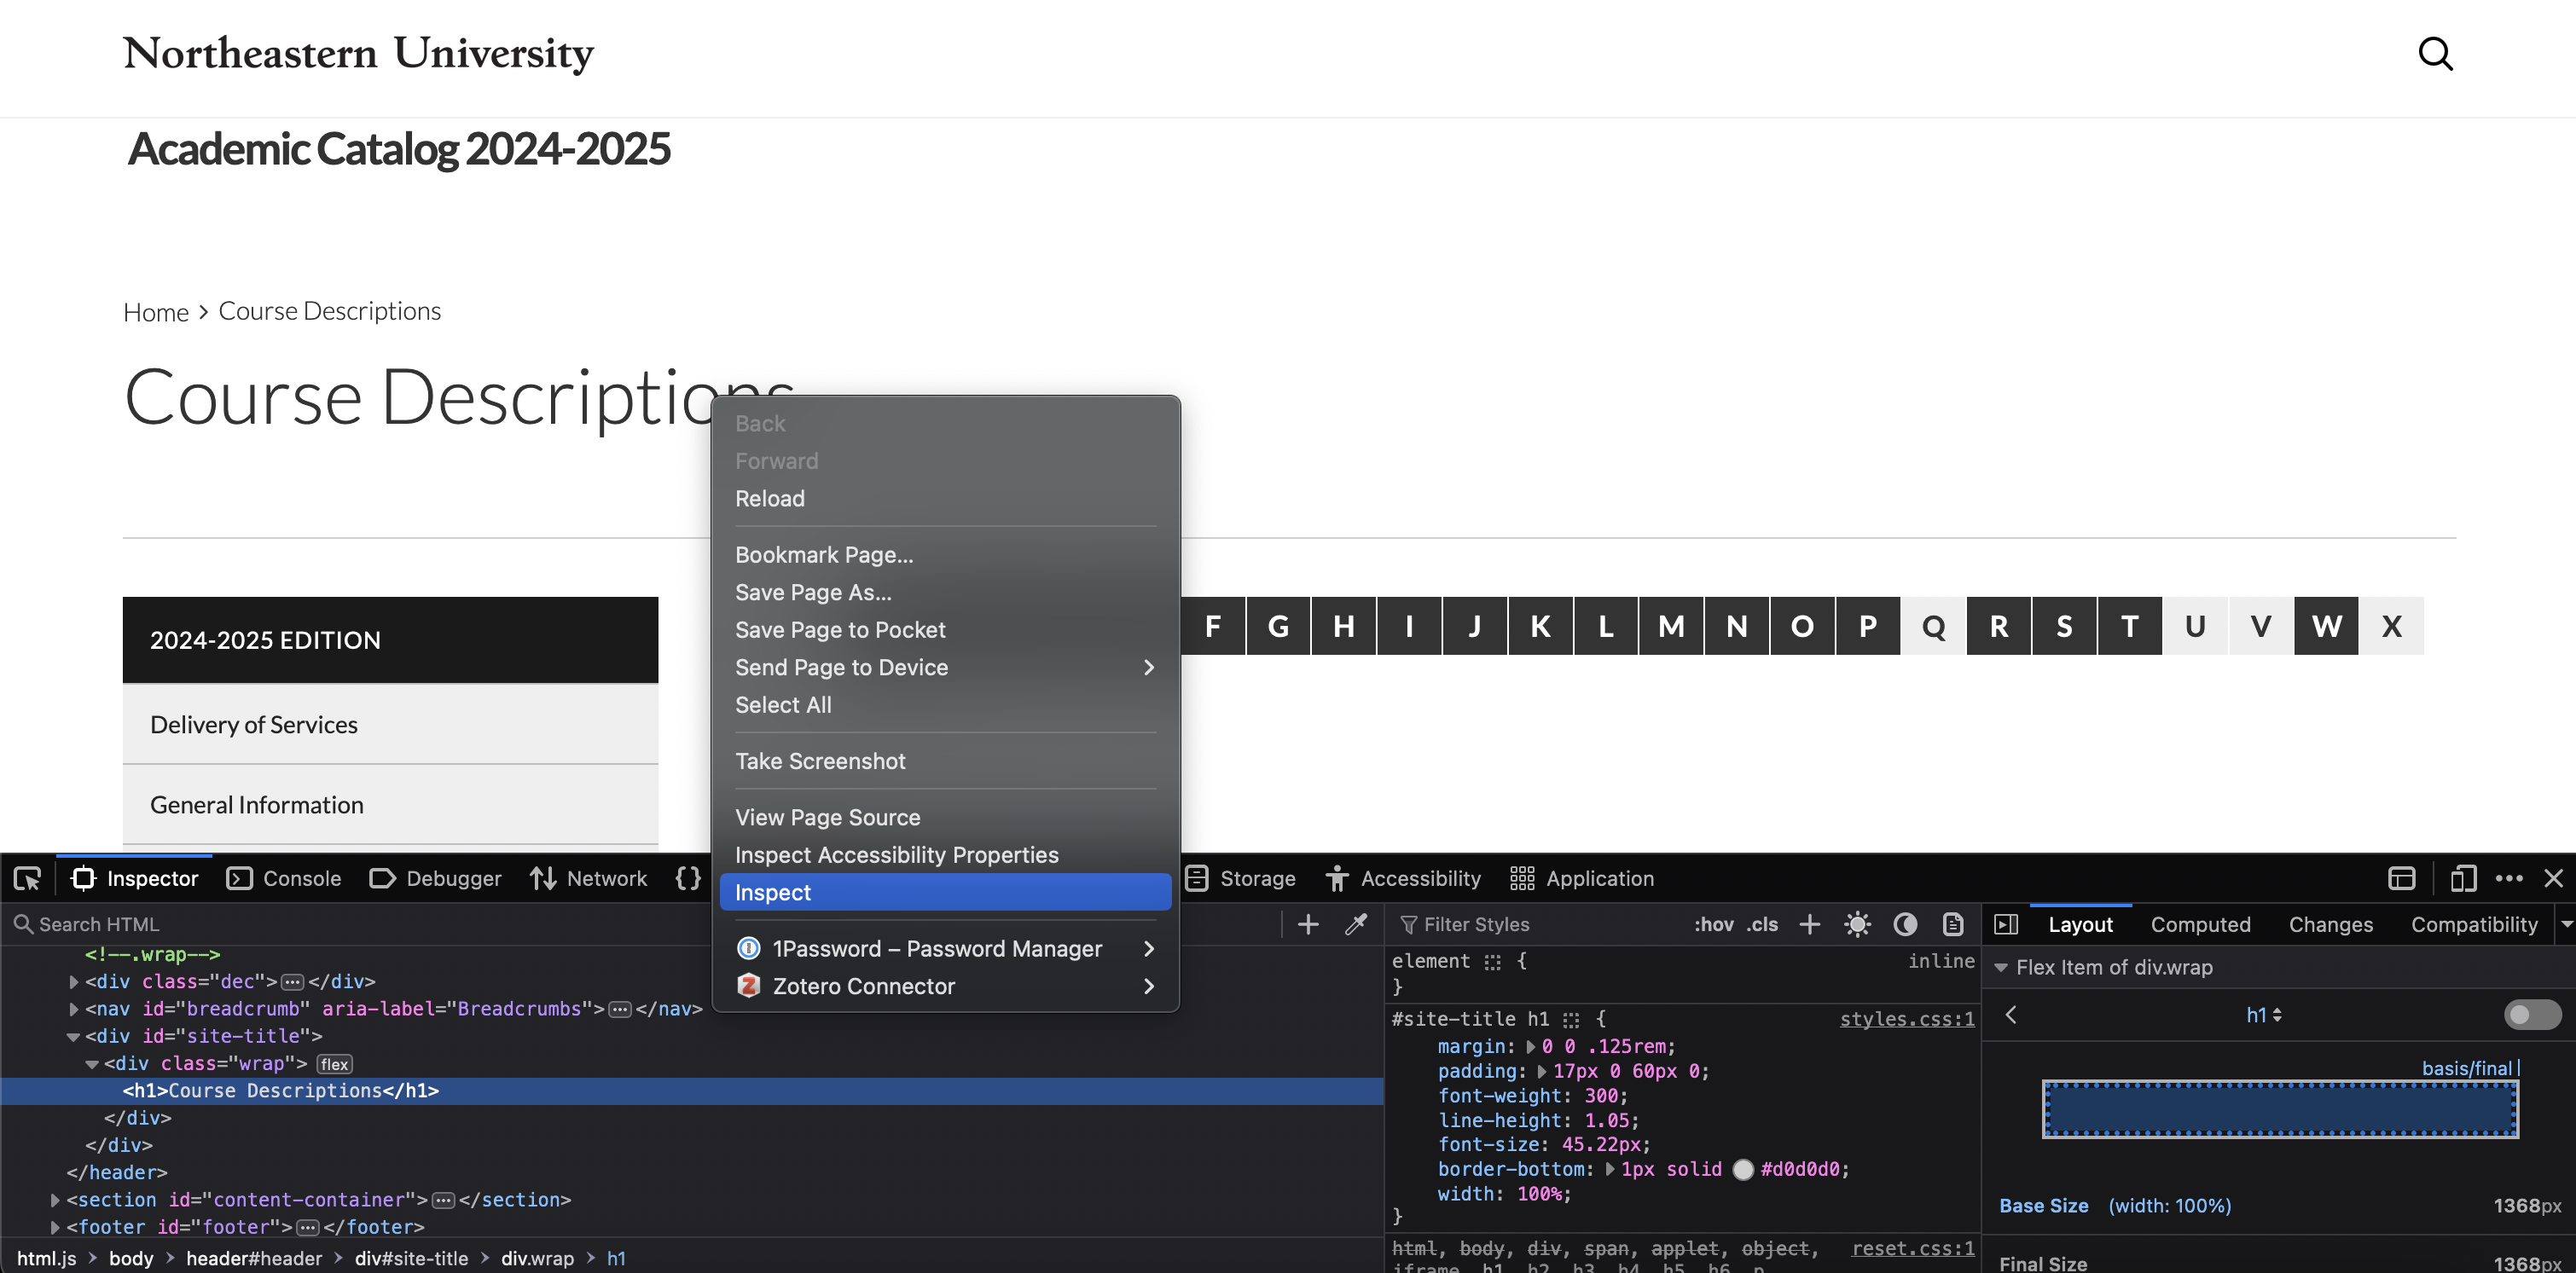 Northeastern University
Academic Catalog 2024-2025
Home > Course Descriptions
Course Descriptions
Back
Forward
Reload
Bookmark Page...
Save Page As...
Save Page to Pocket
Send Page to Device
Select All
Take Screenshot
View Page Source
Inspect Accessibility Properties
Inspect
1Password – Password Manager
Zotero Connector
F G H I J K L M N O P Q R S T U V W X
2024-2025 EDITION
Delivery of Services
General Information
Inspector Console Debugger Network {} Storage Accessibility Application
Search HTML
<!--.wrap-->
<div class="dec">…</div>
<nav id="breadcrumb" aria-label="Breadcrumbs">…</nav>
<div id="site-title">
<div class="wrap"> flex
<h1>Course Descriptions</h1>
</div>
</div>
</header>
<section id="content-container">…</section>
<footer id="footer">…</footer>
html.js > body > header#header > div#site-title > div.wrap > h1
Filter Styles :hov .cls
element { inline
}
#site-title h1 { styles.css:1
margin: 0 0 .125rem;
padding: 17px 0 60px 0;
font-weight: 300;
line-height: 1.05;
font-size: 45.22px;
border-bottom: 1px solid #d0d0d0;
width: 100%;
}
html, body, div, span, applet, object, reset.css:1
iframe, h1, h2, h3, h4, h5, h6, p,
Layout Computed Changes Compatibility
Flex Item of div.wrap
h1
basis/final
Base Size (width: 100%) 1368px
Final Size 1368px